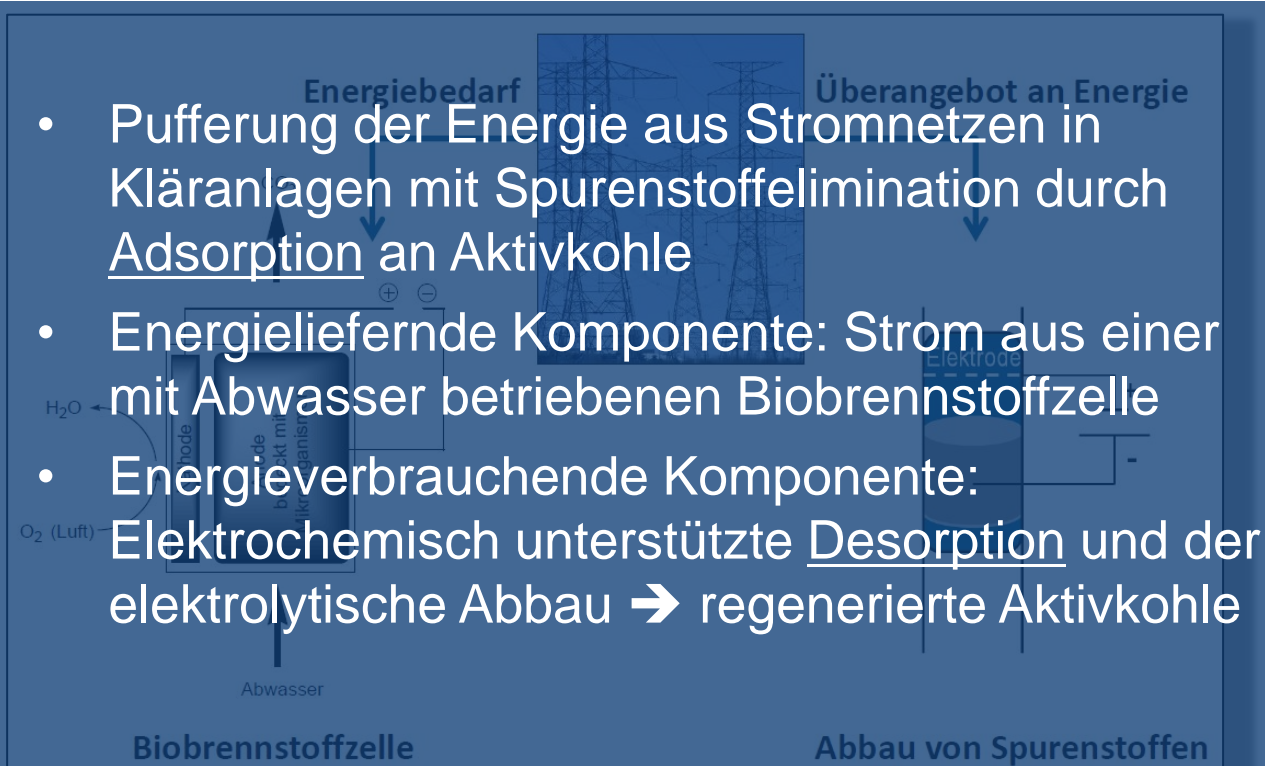 Energiebedarf
Überangebot an Energie
• Pufferung der Energie aus Stromnetzen in
Kläranlagen mit Spurenstoffelimination durch
Adsorption an Aktivkohle
⊕ ⊖
• Energieliefernde Komponente: Strom aus einer
mit Abwasser betriebenen Biobrennstoffzelle
Elektrode
+
-
H₂O
• Energieverbrauchende Komponente:
Elektrochemisch unterstützte Desorption und der
elektrolytische Abbau ➔ regenerierte Aktivkohle
O₂ (Luft)
Abwasser
Biobrennstoffzelle
Abbau von Spurenstoffen